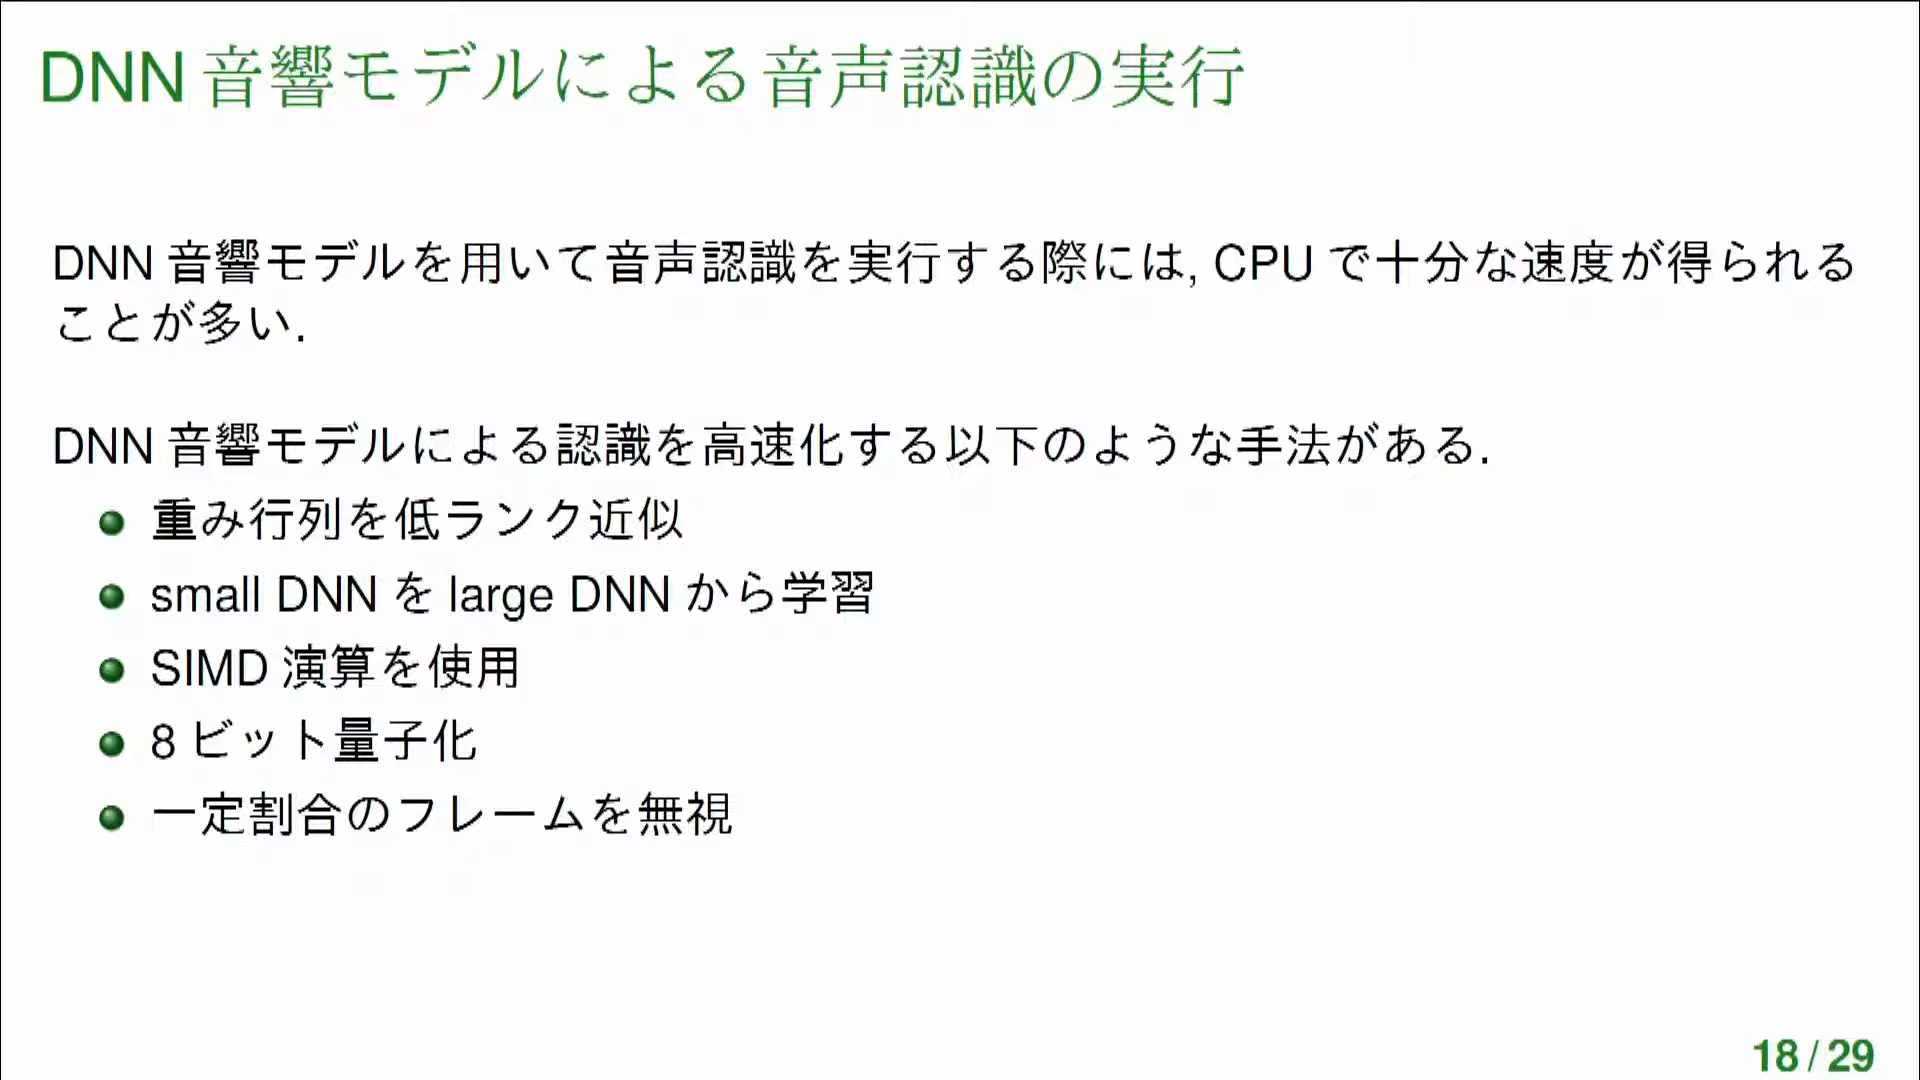 DNN 音響モデルによる音声認識の実行
DNN 音響モデルを用いて音声認識を実行する際には, CPU で十分な速度が得られる
ことが多い.
DNN 音響モデルによる認識を高速化する以下のような手法がある.
重み行列を低ランク近似
small DNN を large DNN から学習
SIMD 演算を使用
8 ビット量子化
一定割合のフレームを無視
18 / 29